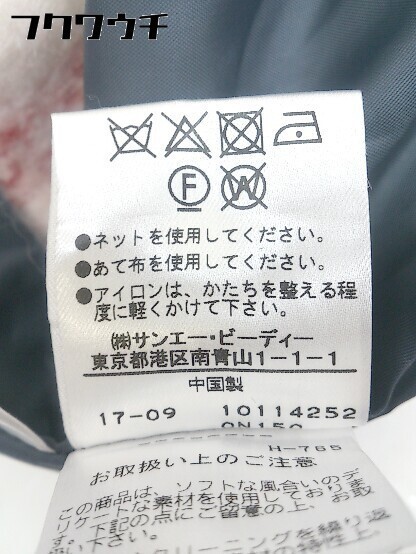 フクワウチ
F W
●ネットを使用してください。
●あて布を使用してください。
●アイロンは、かたちを整える程
度に軽くかけて下さい。
㈱サンエー・ビーディー
東京都港区南青山1-1-1
中国製
17-09 10114252
H-765
お取扱い上のご注意
この商品は、ソフトな風合いのデ
リケートな素材を使用しており
下記の点にご留意の上、お取